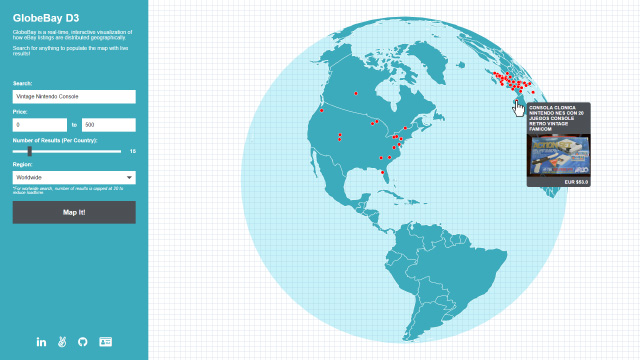 GlobeBay D3
GlobeBay is a real-time, interactive visualization of
how eBay listings are distributed geographically.
Search for anything to populate the map with live
results!
Search:
Vintage Nintendo Console
Price:
0 to 500
Number of Results (Per Country):
15
Region:
Worldwide
*For worldwide search, number of results is capped at 20 to
reduce loadtime.
Map It!
CONSOLA CLONICA
NINTENDO NES CON 20
JUEGOS CONSOLE
RETRO VINTAGE
FAMICOM
EUR $53.0